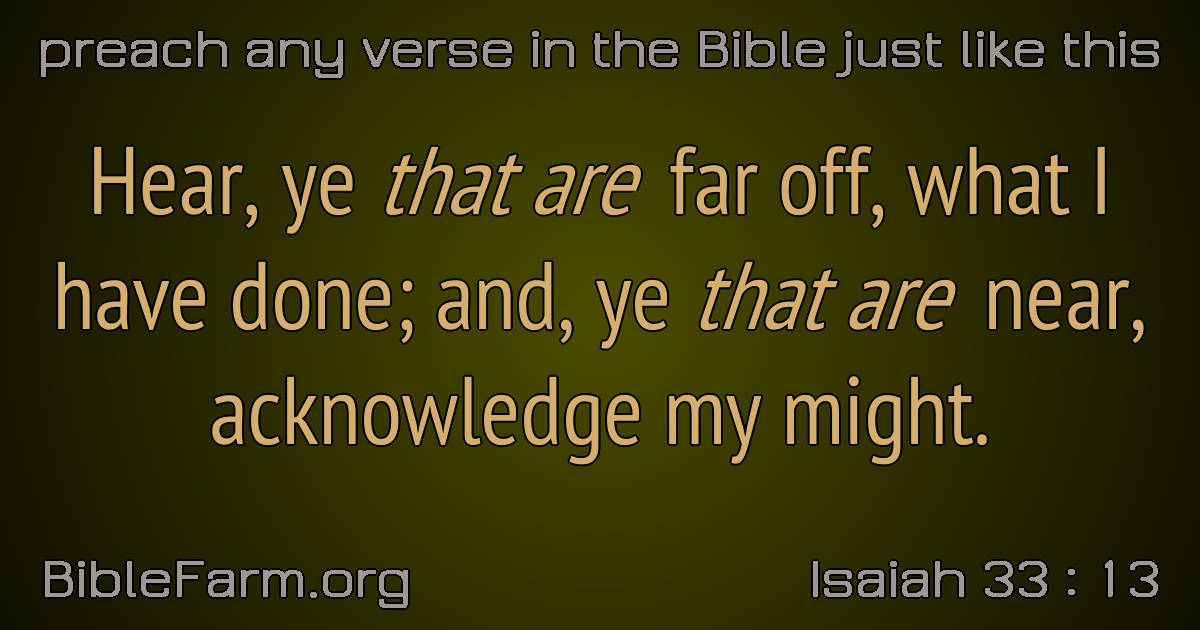 preach any verse in the Bible just like this
Hear, ye that are far off, what I
have done; and, ye that are near,
acknowledge my might.
BibleFarm.org
Isaiah 33 : 13